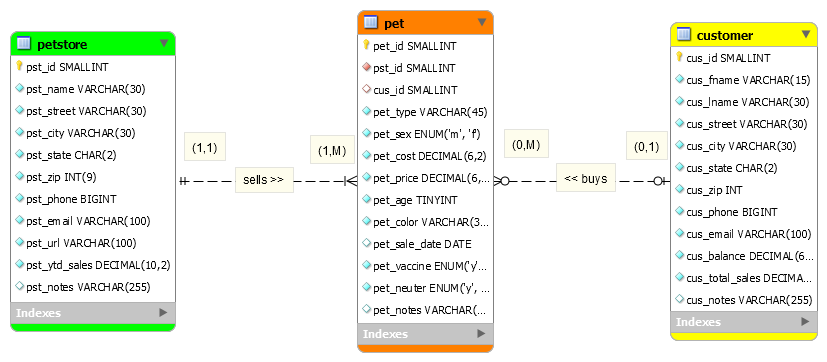 petstore
pst_id SMALLINT
pst_name VARCHAR(30)
pst_street VARCHAR(30)
pst_city VARCHAR(30)
pst_state CHAR(2)
pst_zip INT(9)
pst_phone BIGINT
pst_email VARCHAR(100)
pst_url VARCHAR(100)
pst_ytd_sales DECIMAL(10,2)
pst_notes VARCHAR(255)
Indexes
(1,1)
sells >>
(1,M)
pet
pet_id SMALLINT
pst_id SMALLINT
cus_id SMALLINT
pet_type VARCHAR(45)
pet_sex ENUM('m', 'f')
pet_cost DECIMAL(6,2)
pet_price DECIMAL(6,...
pet_age TINYINT
pet_color VARCHAR(3...
pet_sale_date DATE
pet_vaccine ENUM('y'...
pet_neuter ENUM('y', ...
pet_notes VARCHAR(...
Indexes
(0,M)
<< buys
(0,1)
customer
cus_id SMALLINT
cus_fname VARCHAR(15)
cus_lname VARCHAR(30)
cus_street VARCHAR(30)
cus_city VARCHAR(30)
cus_state CHAR(2)
cus_zip INT
cus_phone BIGINT
cus_email VARCHAR(100)
cus_balance DECIMAL(6...
cus_total_sales DECIMA...
cus_notes VARCHAR(255)
Indexes